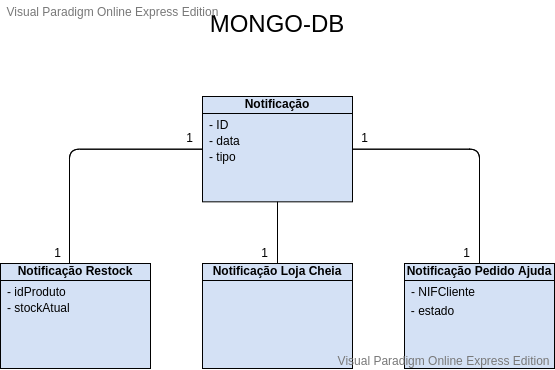 Visual Paradigm Online Express Edition
MONGO-DB
Notificação
- ID
- data
- tipo
1
1
1
1
1
Notificação Restock
- idProduto
- stockAtual
Notificação Loja Cheia
Notificação Pedido Ajuda
- NIFCliente
- estado
Visual Paradigm Online Express Edition